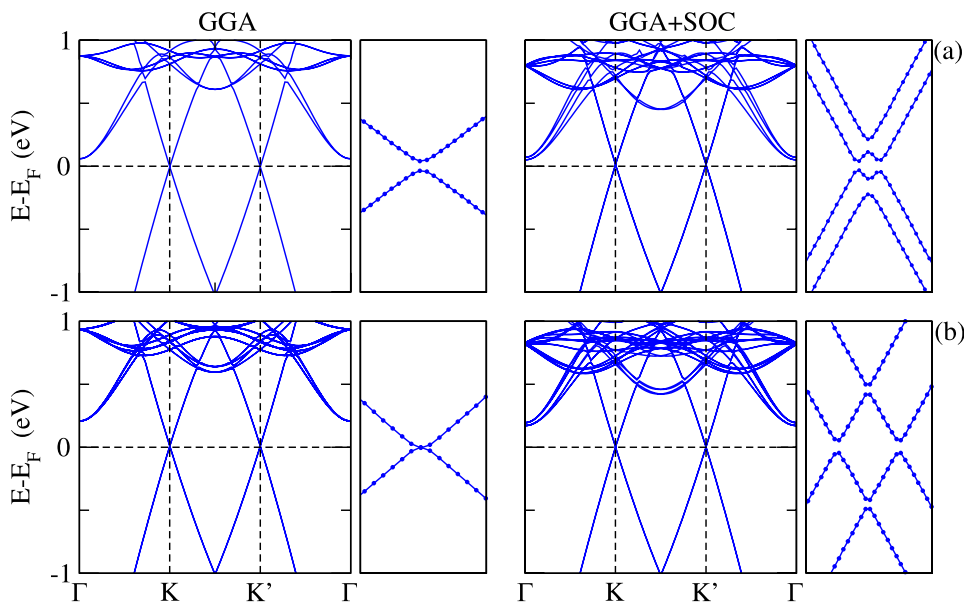 GGA GGA+SOC
1 (a)
E-E_F (eV)
0
-1
1 (b)
E-E_F (eV)
0
-1
Γ K K' Γ Γ K K' Γ